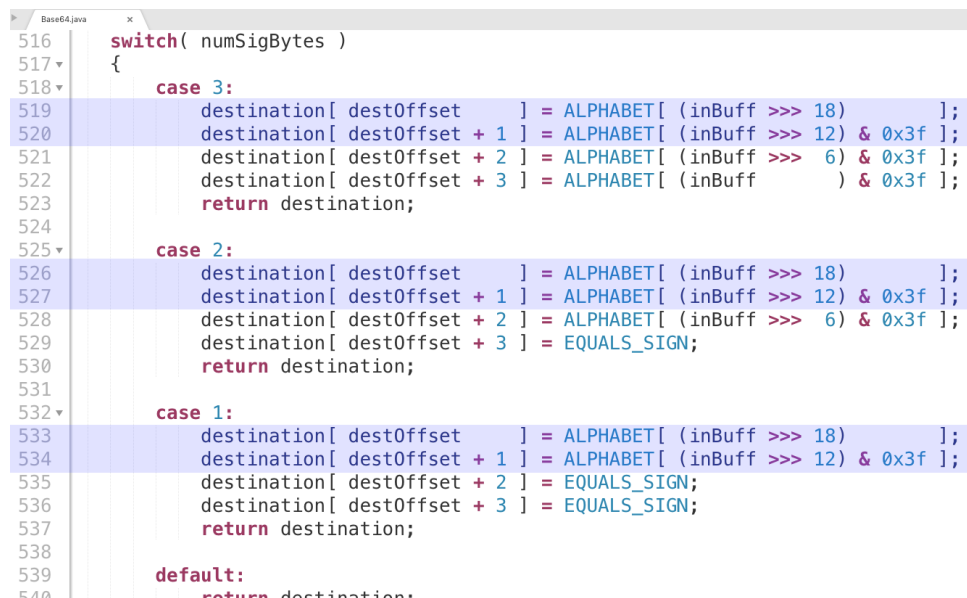 Base64.java ×
516 switch( numSigBytes )
517 {
518 case 3:
519 destination[ destOffset     ] = ALPHABET[ (inBuff >>> 18)        ];
520 destination[ destOffset + 1 ] = ALPHABET[ (inBuff >>> 12) & 0x3f ];
521 destination[ destOffset + 2 ] = ALPHABET[ (inBuff >>>  6) & 0x3f ];
522 destination[ destOffset + 3 ] = ALPHABET[ (inBuff       ) & 0x3f ];
523 return destination;
524
525 case 2:
526 destination[ destOffset     ] = ALPHABET[ (inBuff >>> 18)        ];
527 destination[ destOffset + 1 ] = ALPHABET[ (inBuff >>> 12) & 0x3f ];
528 destination[ destOffset + 2 ] = ALPHABET[ (inBuff >>>  6) & 0x3f ];
529 destination[ destOffset + 3 ] = EQUALS_SIGN;
530 return destination;
531
532 case 1:
533 destination[ destOffset     ] = ALPHABET[ (inBuff >>> 18)        ];
534 destination[ destOffset + 1 ] = ALPHABET[ (inBuff >>> 12) & 0x3f ];
535 destination[ destOffset + 2 ] = EQUALS_SIGN;
536 destination[ destOffset + 3 ] = EQUALS_SIGN;
537 return destination;
538
539 default:
540 return destination;